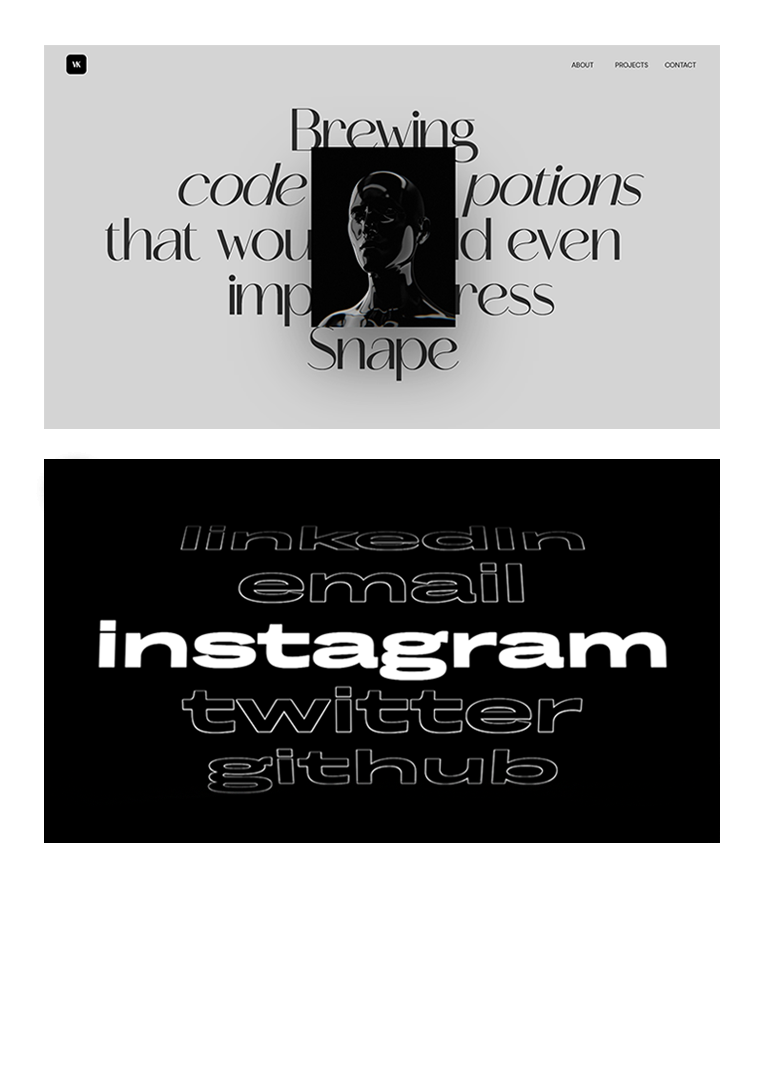 VK
ABOUT PROJECTS CONTACT
Brewing
code potions
that wou ld even
imp ress
Snape
linkedIn
email
instagram
twitter
github